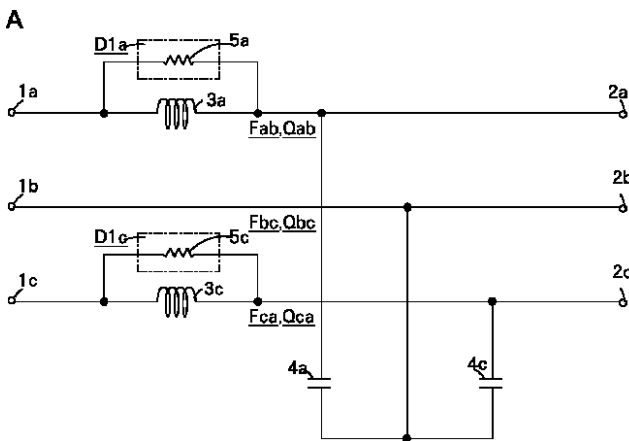 A
D1a 5a
1a 3a 2a
Fab,Qab
1b 2b
Fbc,Qbc
D1c 5c
1c 3c 2c
Fca,Qca
4a 4c